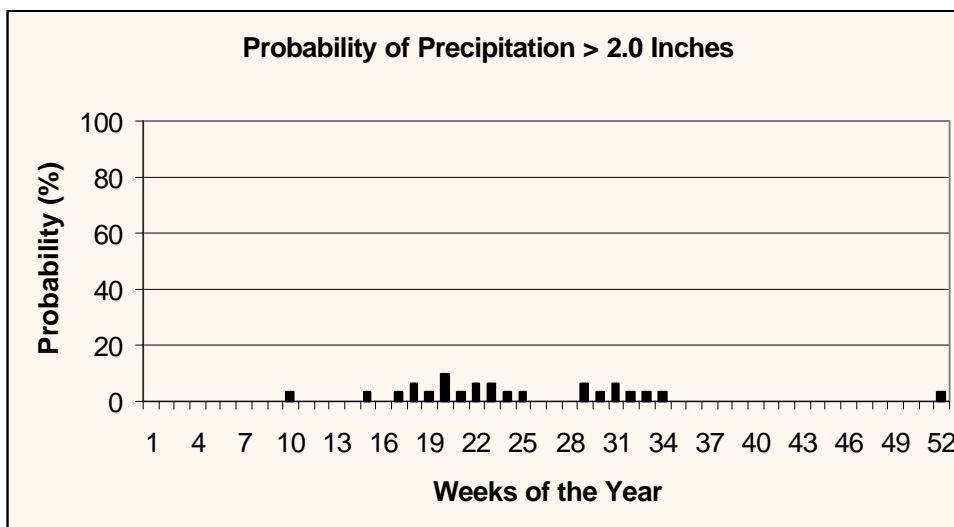 Probability of Precipitation > 2.0 Inches
100
80
60
40
20
0
Probability (%)
1 4 7 10 13 16 19 22 25 28 31 34 37 40 43 46 49 52
Weeks of the Year